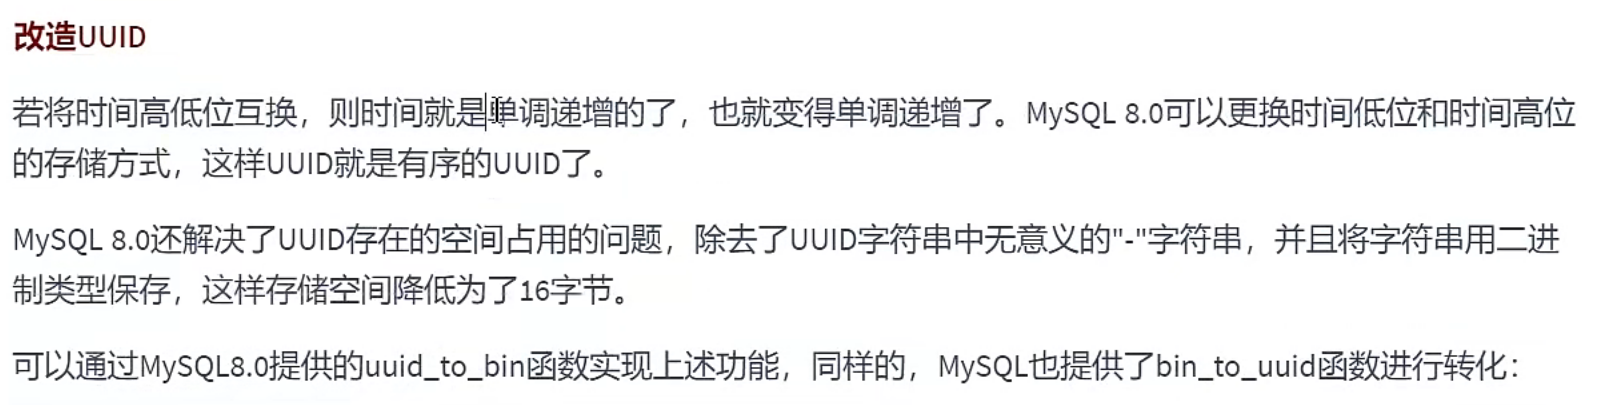 改造UUID
若将时间高低位互换，则时间就是单调递增的了，也就变得单调递增了。MySQL 8.0可以更换时间低位和时间高位
的存储方式，这样UUID就是有序的UUID了。
MySQL 8.0还解决了UUID存在的空间占用的问题，除去了UUID字符串中无意义的"-"字符串，并且将字符串用二进
制类型保存，这样存储空间降低为了16字节。
可以通过MySQL8.0提供的uuid_to_bin函数实现上述功能，同样的，MySQL也提供了bin_to_uuid函数进行转化：